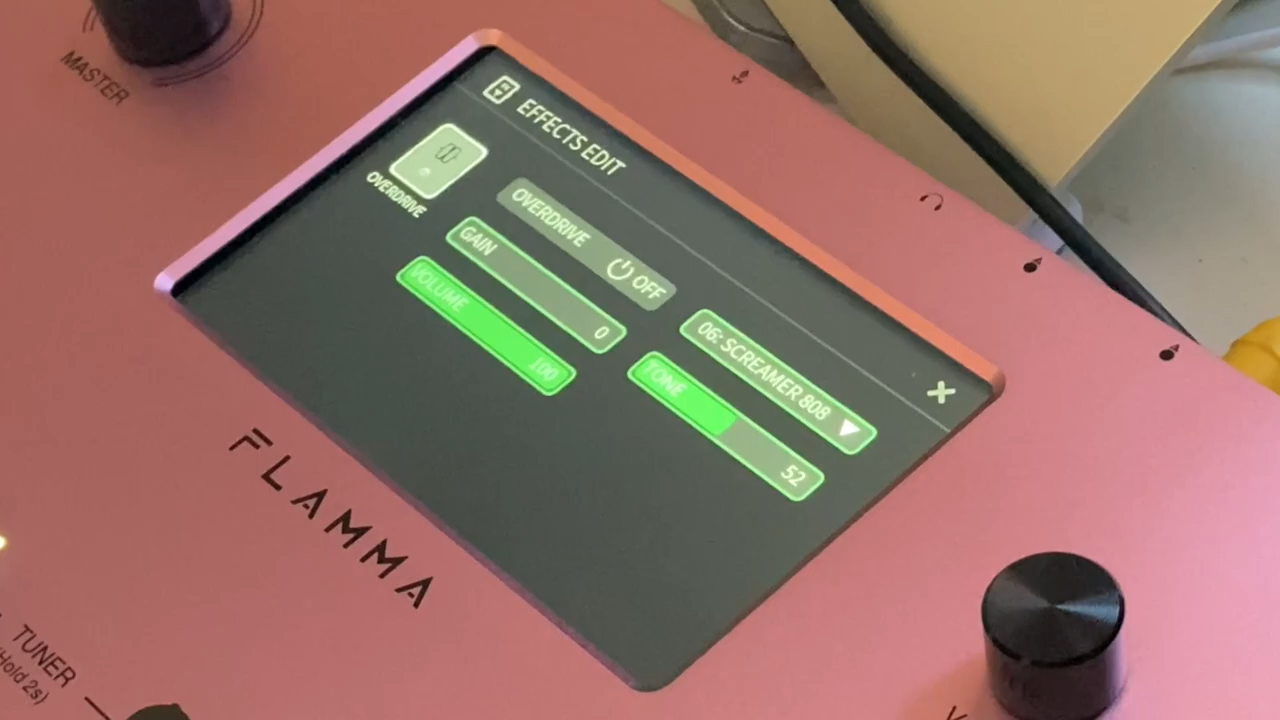 MASTER
EFFECTS EDIT
OVERDRIVE
OVERDRIVE
OFF
06: SCREAMER 808
GAIN
0
TONE
52
VOLUME
100
FLAMMA
TUNER
(Hold 2s)